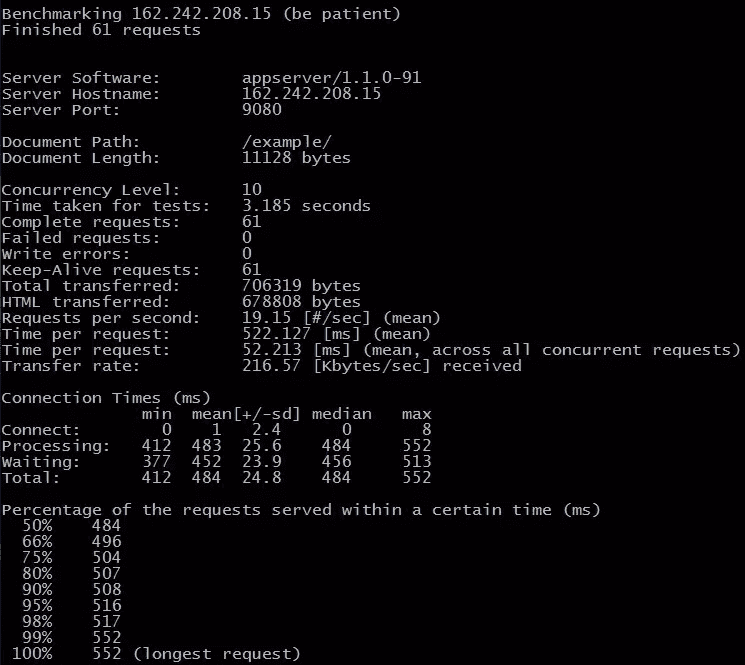 Benchmarking 162.242.208.15 (be patient)
Finished 61 requests
Server Software: appserver/1.1.0-91
Server Hostname: 162.242.208.15
Server Port: 9080
Document Path: /example/
Document Length: 11128 bytes
Concurrency Level: 10
Time taken for tests: 3.185 seconds
Complete requests: 61
Failed requests: 0
Write errors: 0
Keep-Alive requests: 61
Total transferred: 706319 bytes
HTML transferred: 678808 bytes
Requests per second: 19.15 [#/sec] (mean)
Time per request: 522.127 [ms] (mean)
Time per request: 52.213 [ms] (mean, across all concurrent requests)
Transfer rate: 216.57 [Kbytes/sec] received
Connection Times (ms)
min mean[+/-sd] median max
Connect: 0 1 2.4 0 8
Processing: 412 483 25.6 484 552
Waiting: 377 452 23.9 456 513
Total: 412 484 24.8 484 552
Percentage of the requests served within a certain time (ms)
50% 484
66% 496
75% 504
80% 507
90% 508
95% 516
98% 517
99% 552
100% 552 (longest request)